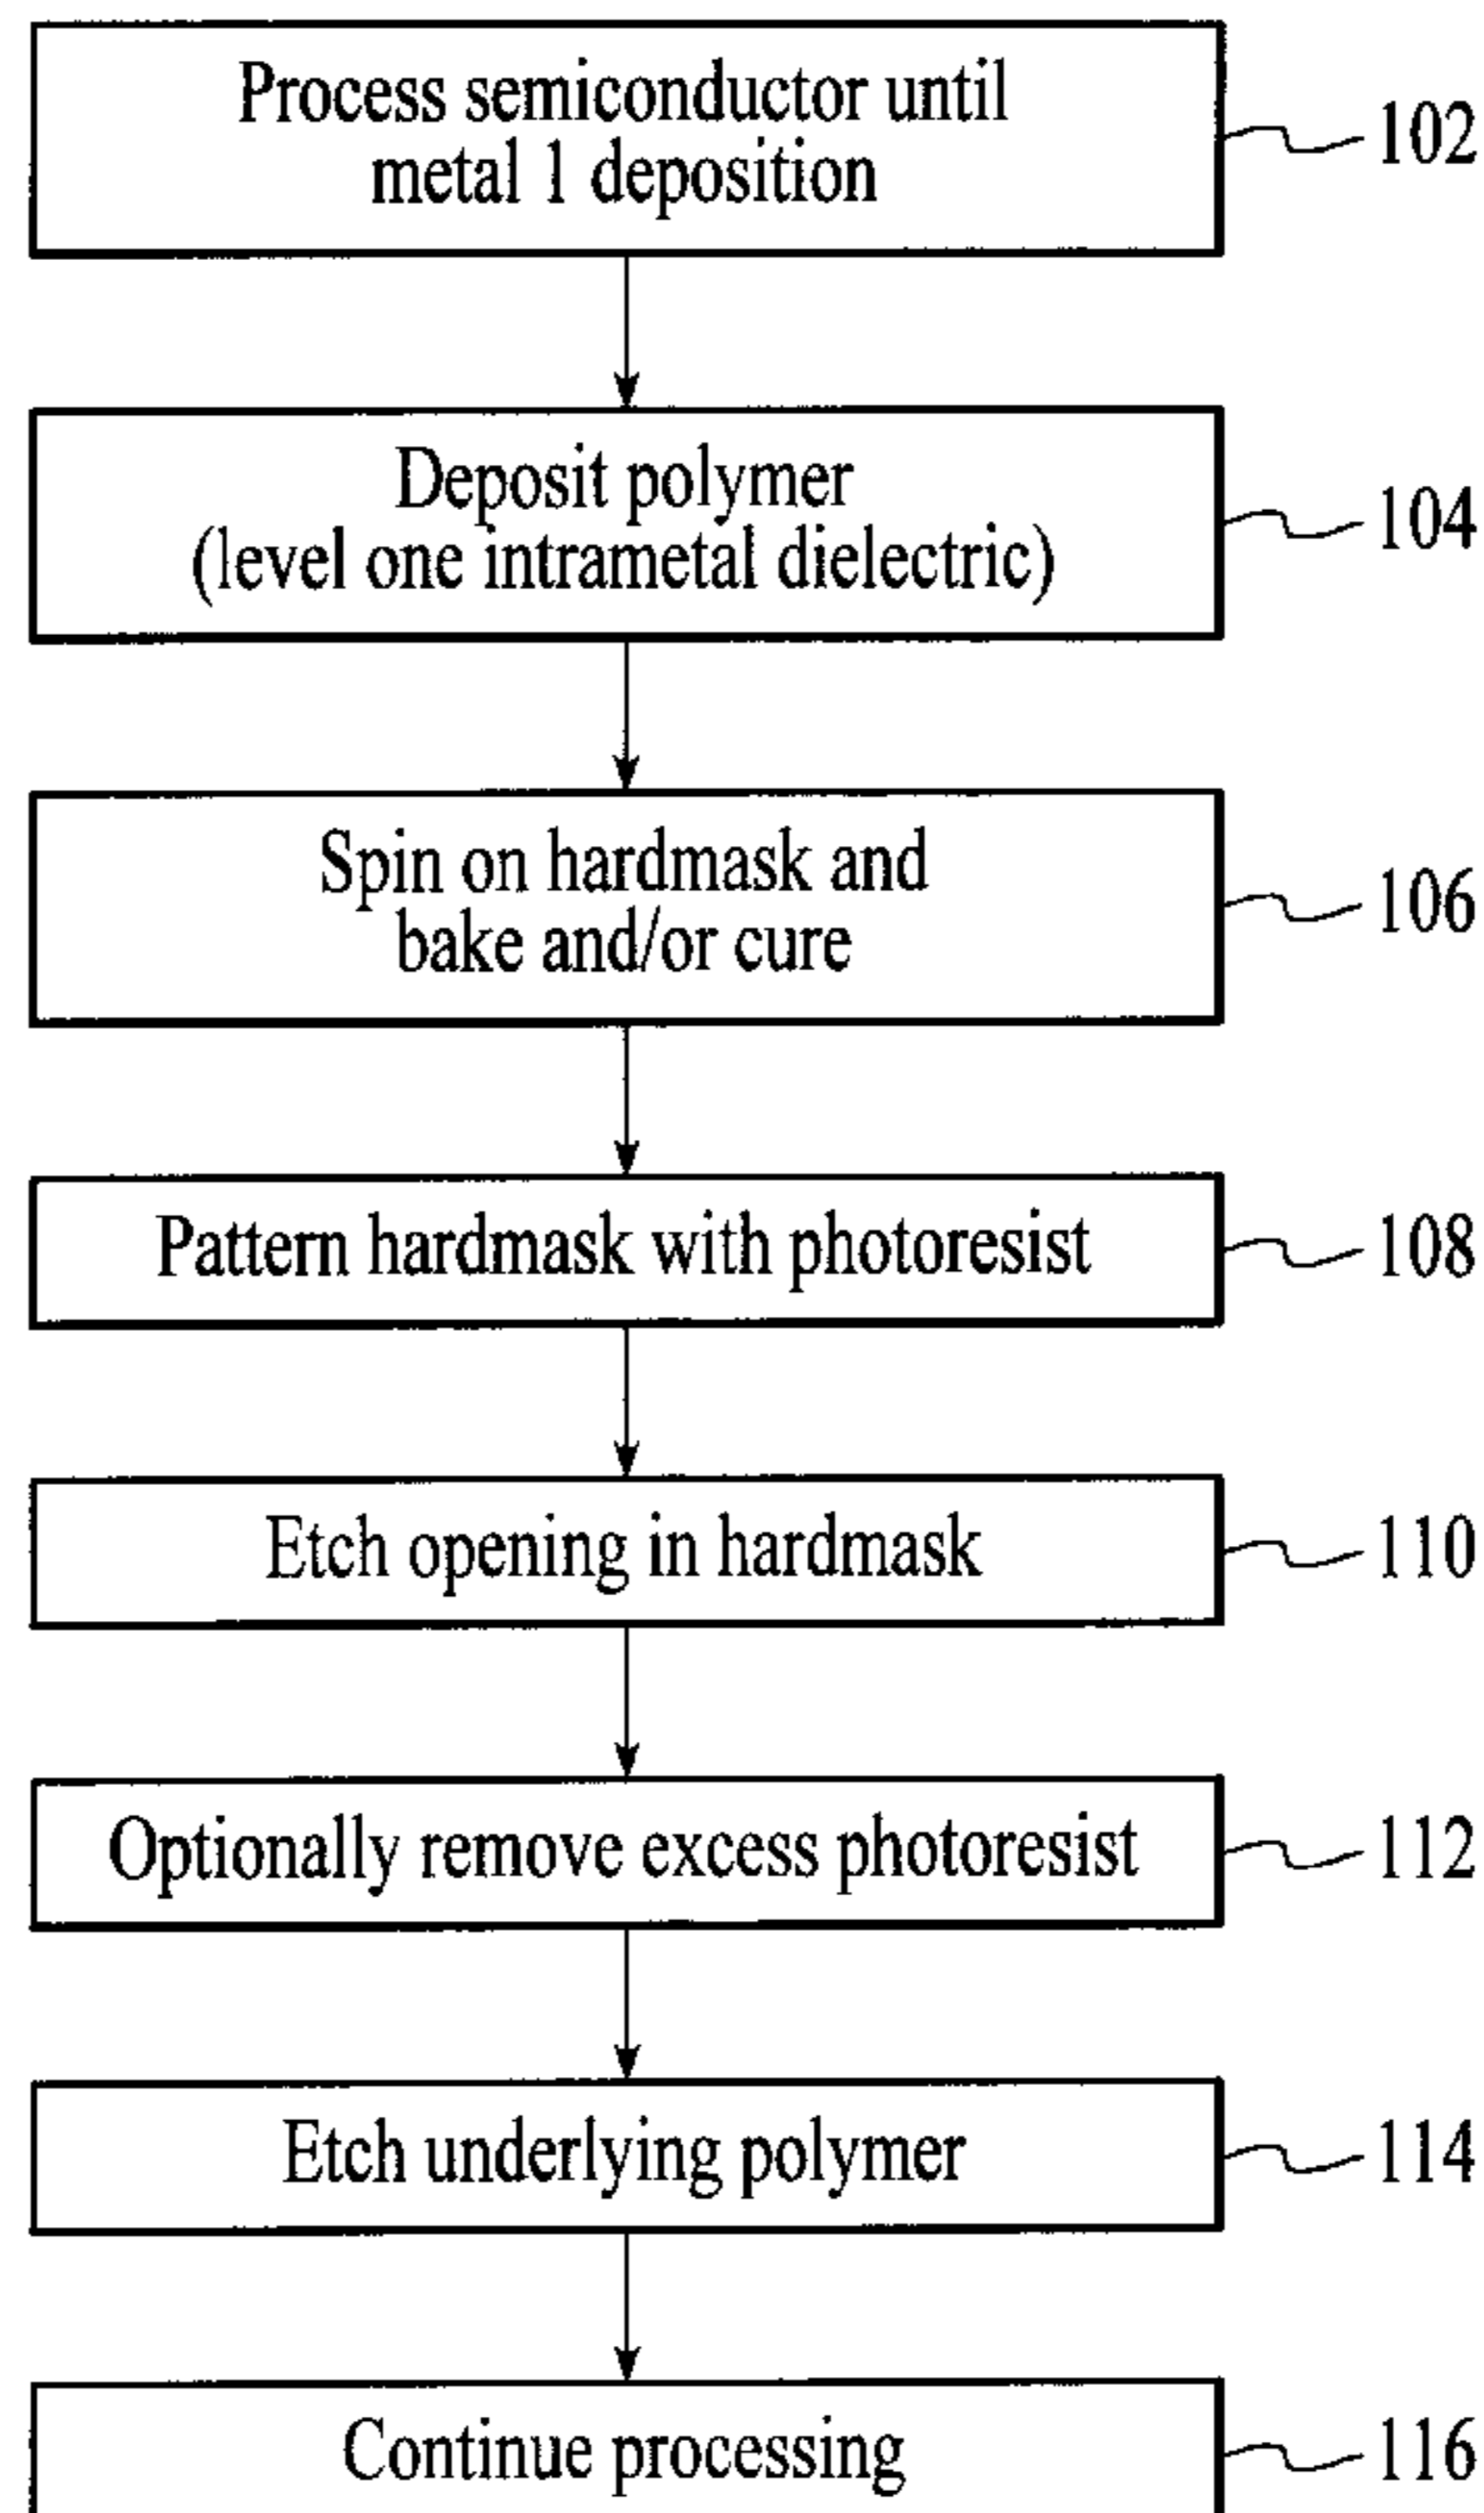 Process semiconductor until
metal 1 deposition
102
Deposit polymer
(level one intrametal dielectric)
104
Spin on hardmask and
bake and/or cure
106
Pattern hardmask with photoresist
108
Etch opening in hardmask
110
Optionally remove excess photoresist
112
Etch underlying polymer
114
Continue processing
116